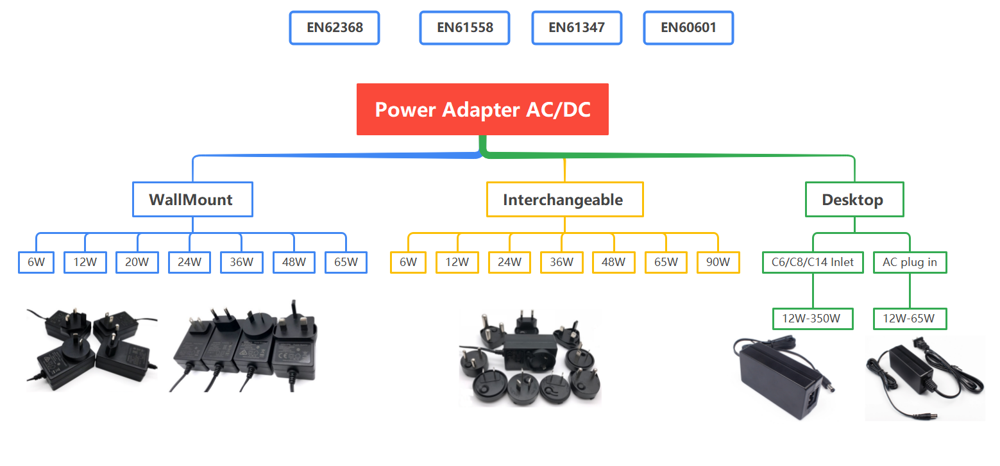 EN62368
EN61558
EN61347
EN60601
Power Adapter AC/DC
WallMount
Interchangeable
Desktop
6W
12W
20W
24W
36W
48W
65W
6W
12W
24W
36W
48W
65W
90W
C6/C8/C14 Inlet
AC plug in
12W-350W
12W-65W